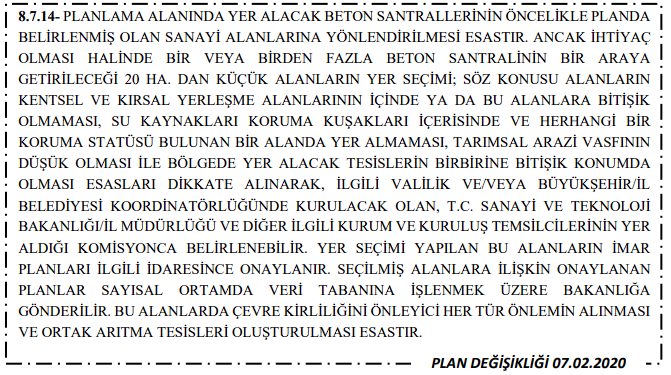 8.7.14- PLANLAMA ALANINDA YER ALACAK BETON SANTRALLERİNİN ÖNCELİKLE PLANDA
BELİRLENMİŞ OLAN SANAYİ ALANLARINA YÖNLENDİRİLMESİ ESASTIR. ANCAK İHTİYAÇ
OLMASI HALİNDE BİR VEYA BİRDEN FAZLA BETON SANTRALİNİN BİR ARAYA
GETİRİLECEĞİ 20 HA. DAN KÜÇÜK ALANLARIN YER SEÇİMİ; SÖZ KONUSU ALANLARIN
KENTSEL VE KIRSAL YERLEŞME ALANLARININ İÇİNDE YA DA BU ALANLARA BİTİŞİK
OLMAMASI, SU KAYNAKLARI KORUMA KUŞAKLARI İÇERİSİNDE VE HERHANGİ BİR
KORUMA STATÜSÜ BULUNAN BİR ALANDA YER ALMAMASI, TARIMSAL ARAZİ VASFININ
DÜŞÜK OLMASI İLE BÖLGEDE YER ALACAK TESİSLERİN BİRBİRİNE BİTİŞİK KONUMDA
OLMASI ESASLARI DİKKATE ALINARAK, İLGİLİ VALİLİK VE/VEYA BÜYÜKŞEHİR/İL
BELEDİYESİ KOORDİNATÖRLÜĞÜNDE KURULACAK OLAN, T.C. SANAYİ VE TEKNOLOJİ
BAKANLIĞI/İL MÜDÜRLÜĞÜ VE DİĞER İLGİLİ KURUM VE KURULUŞ TEMSİLCİLERİNİN YER
ALDIĞI KOMİSYONCA BELİRLENEBİLİR. YER SEÇİMİ YAPILAN BU ALANLARIN İMAR
PLANLARI İLGİLİ İDARESİNCE ONAYLANIR. SEÇİLMİŞ ALANLARA İLİŞKİN ONAYLANAN
PLANLAR SAYISAL ORTAMDA VERİ TABANINA İŞLENMEK ÜZERE BAKANLIĞA
GÖNDERİLİR. BU ALANLARDA ÇEVRE KİRLİLİĞİNİ ÖNLEYİCİ HER TÜR ÖNLEMİN ALINMASI
VE ORTAK ARITMA TESİSLERİ OLUŞTURULMASI ESASTIR.
PLAN DEĞİŞİKLİĞİ 07.02.2020